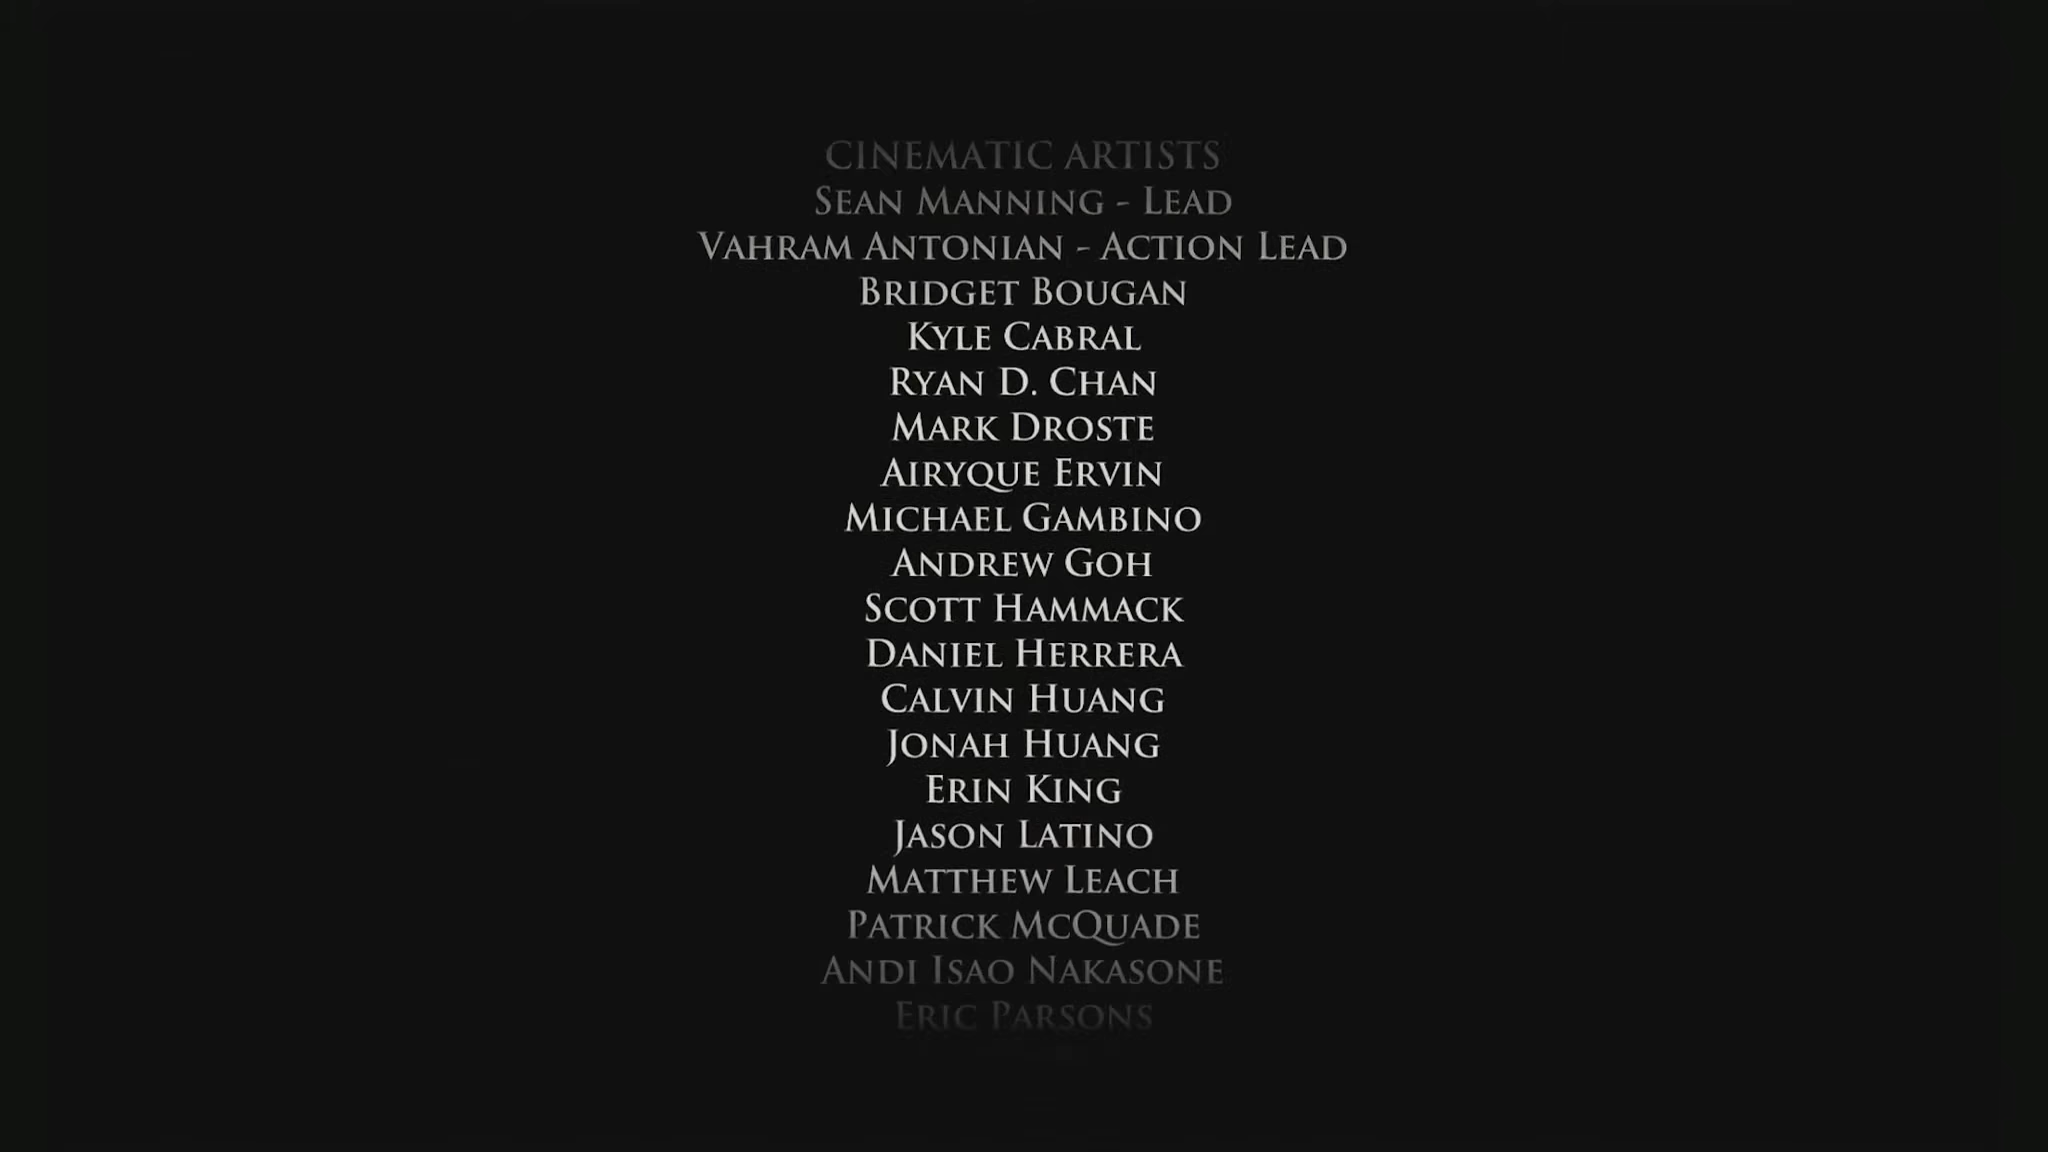 CINEMATIC ARTISTS
SEAN MANNING - LEAD
VAHRAM ANTONIAN - ACTION LEAD
BRIDGET BOUGAN
KYLE CABRAL
RYAN D. CHAN
MARK DROSTE
AIRYQUE ERVIN
MICHAEL GAMBINO
ANDREW GOH
SCOTT HAMMACK
DANIEL HERRERA
CALVIN HUANG
JONAH HUANG
ERIN KING
JASON LATINO
MATTHEW LEACH
PATRICK MCQUADE
ANDI ISAO NAKASONE
ERIC PARSONS